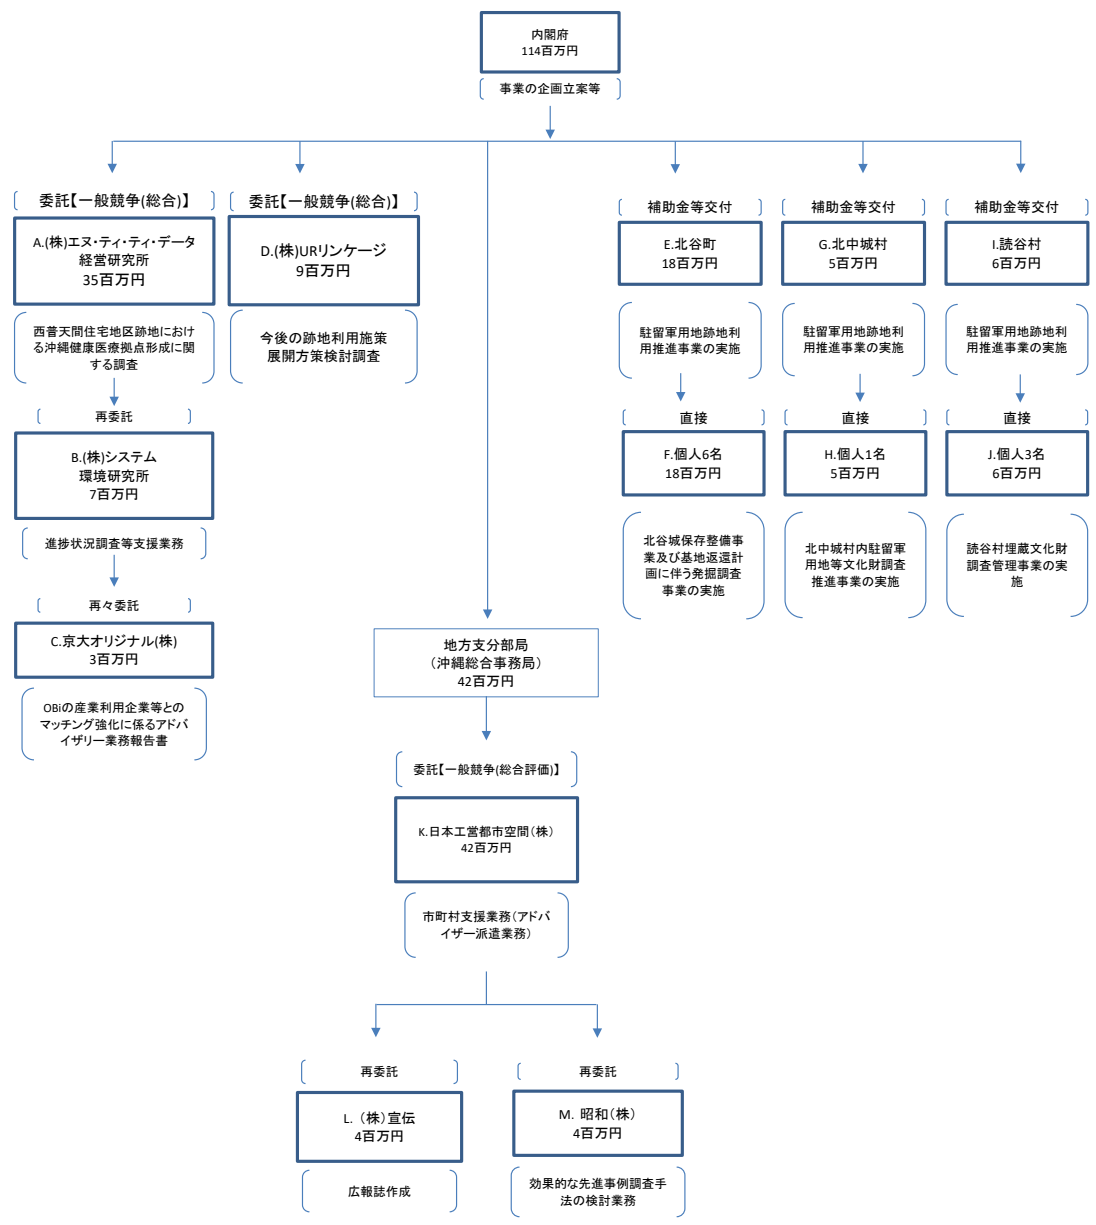 内閣府
114百万円
事業の企画立案等
委託【一般競争(総合)】
A.(株)エヌ・ティ・ティ・データ
経営研究所
35百万円
西普天間住宅地区跡地におけ
る沖縄健康医療拠点形成に関
する調査
再委託
B.(株)システム
環境研究所
7百万円
進捗状況調査等支援業務
再々委託
C.京大オリジナル(株)
3百万円
OBiの産業利用企業等との
マッチング強化に係るアドバ
イザリー業務報告書
委託【一般競争(総合)】
D.(株)URリンケージ
9百万円
今後の跡地利用施策
展開方策検討調査
地方支分部局
（沖縄総合事務局）
42百万円
委託【一般競争(総合評価)】
K.日本工営都市空間（株）
42百万円
市町村支援業務（アドバ
イザー派遣業務）
再委託
L. （株）宣伝
4百万円
広報誌作成
再委託
M. 昭和（株）
4百万円
効果的な先進事例調査手
法の検討業務
補助金等交付
E.北谷町
18百万円
駐留軍用地跡地利
用推進事業の実施
直接
F.個人6名
18百万円
北谷城保存整備事
業及び基地返還計
画に伴う発掘調査
事業の実施
補助金等交付
G.北中城村
5百万円
駐留軍用地跡地利
用推進事業の実施
直接
H.個人1名
5百万円
北中城村内駐留軍
用地等文化財調査
推進事業の実施
補助金等交付
I.読谷村
6百万円
駐留軍用地跡地利
用推進事業の実施
直接
J.個人3名
6百万円
読谷村埋蔵文化財
調査管理事業の実
施